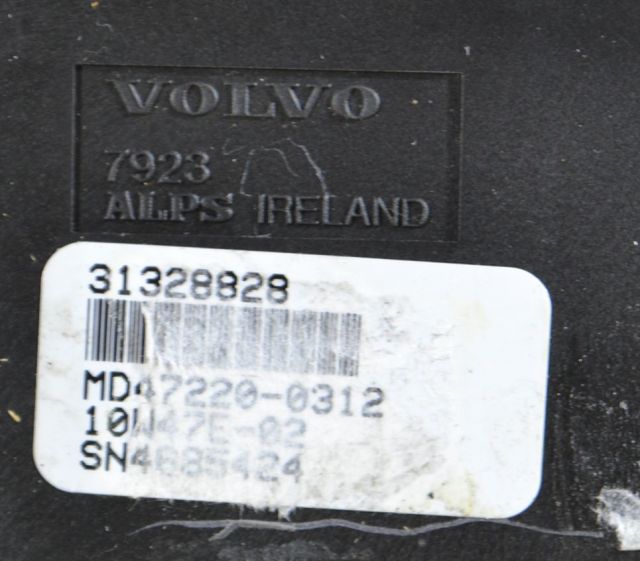 VOLVO
7923
ALPS IRELAND
31328828
MD47220-0312
10W47E-02
SN4685424